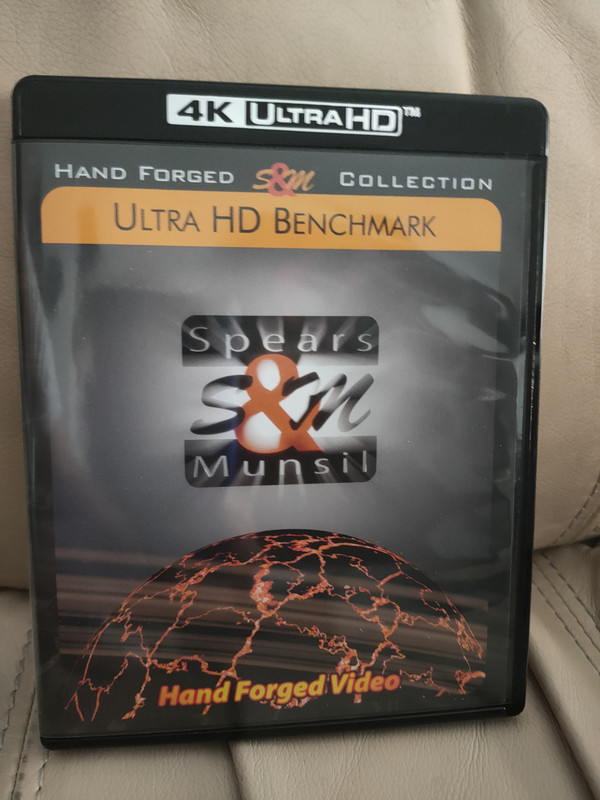 4K ULTRA HD™
HAND FORGED S&M COLLECTION
ULTRA HD BENCHMARK
Spears
S&M
Munsil
Hand Forged Video